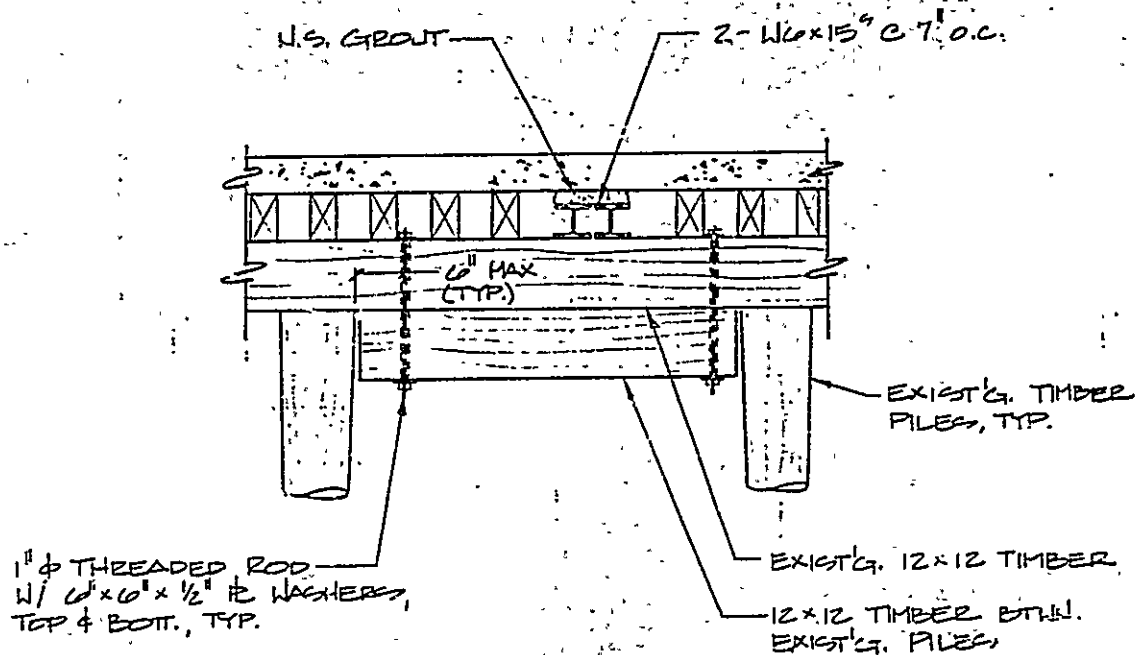 N.S. GROUT
2-W6x15ˢ @ 7" O.C.
6" MAX
(TYP.)
EXIST'G. TIMBER
PILES, TYP.
1" ϕ THREADED ROD
W/ 6"x6"x 1/2" PL WASHERS,
TOP & BOTT., TYP.
EXIST'G. 12x12 TIMBER
12x12 TIMBER BTWN.
EXIST'G. PILES